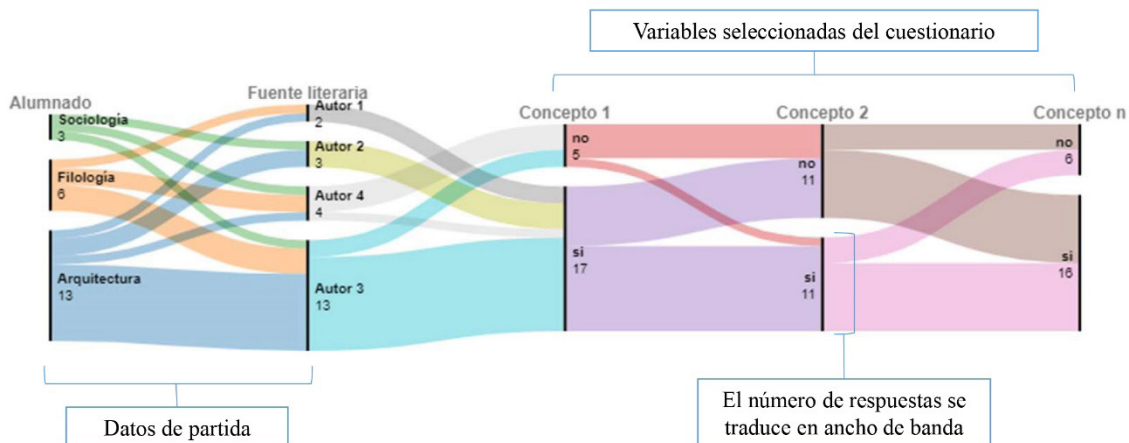 Variables seleccionadas del cuestionario
Alumnado
Fuente literaria
Concepto 1
Concepto 2
Concepto n
Sociología
3
Filología
6
Arquitectura
13
Autor 1
2
Autor 2
3
Autor 4
4
Autor 3
13
no
5
si
17
no
11
si
11
no
6
si
16
Datos de partida
El número de respuestas se
traduce en ancho de banda